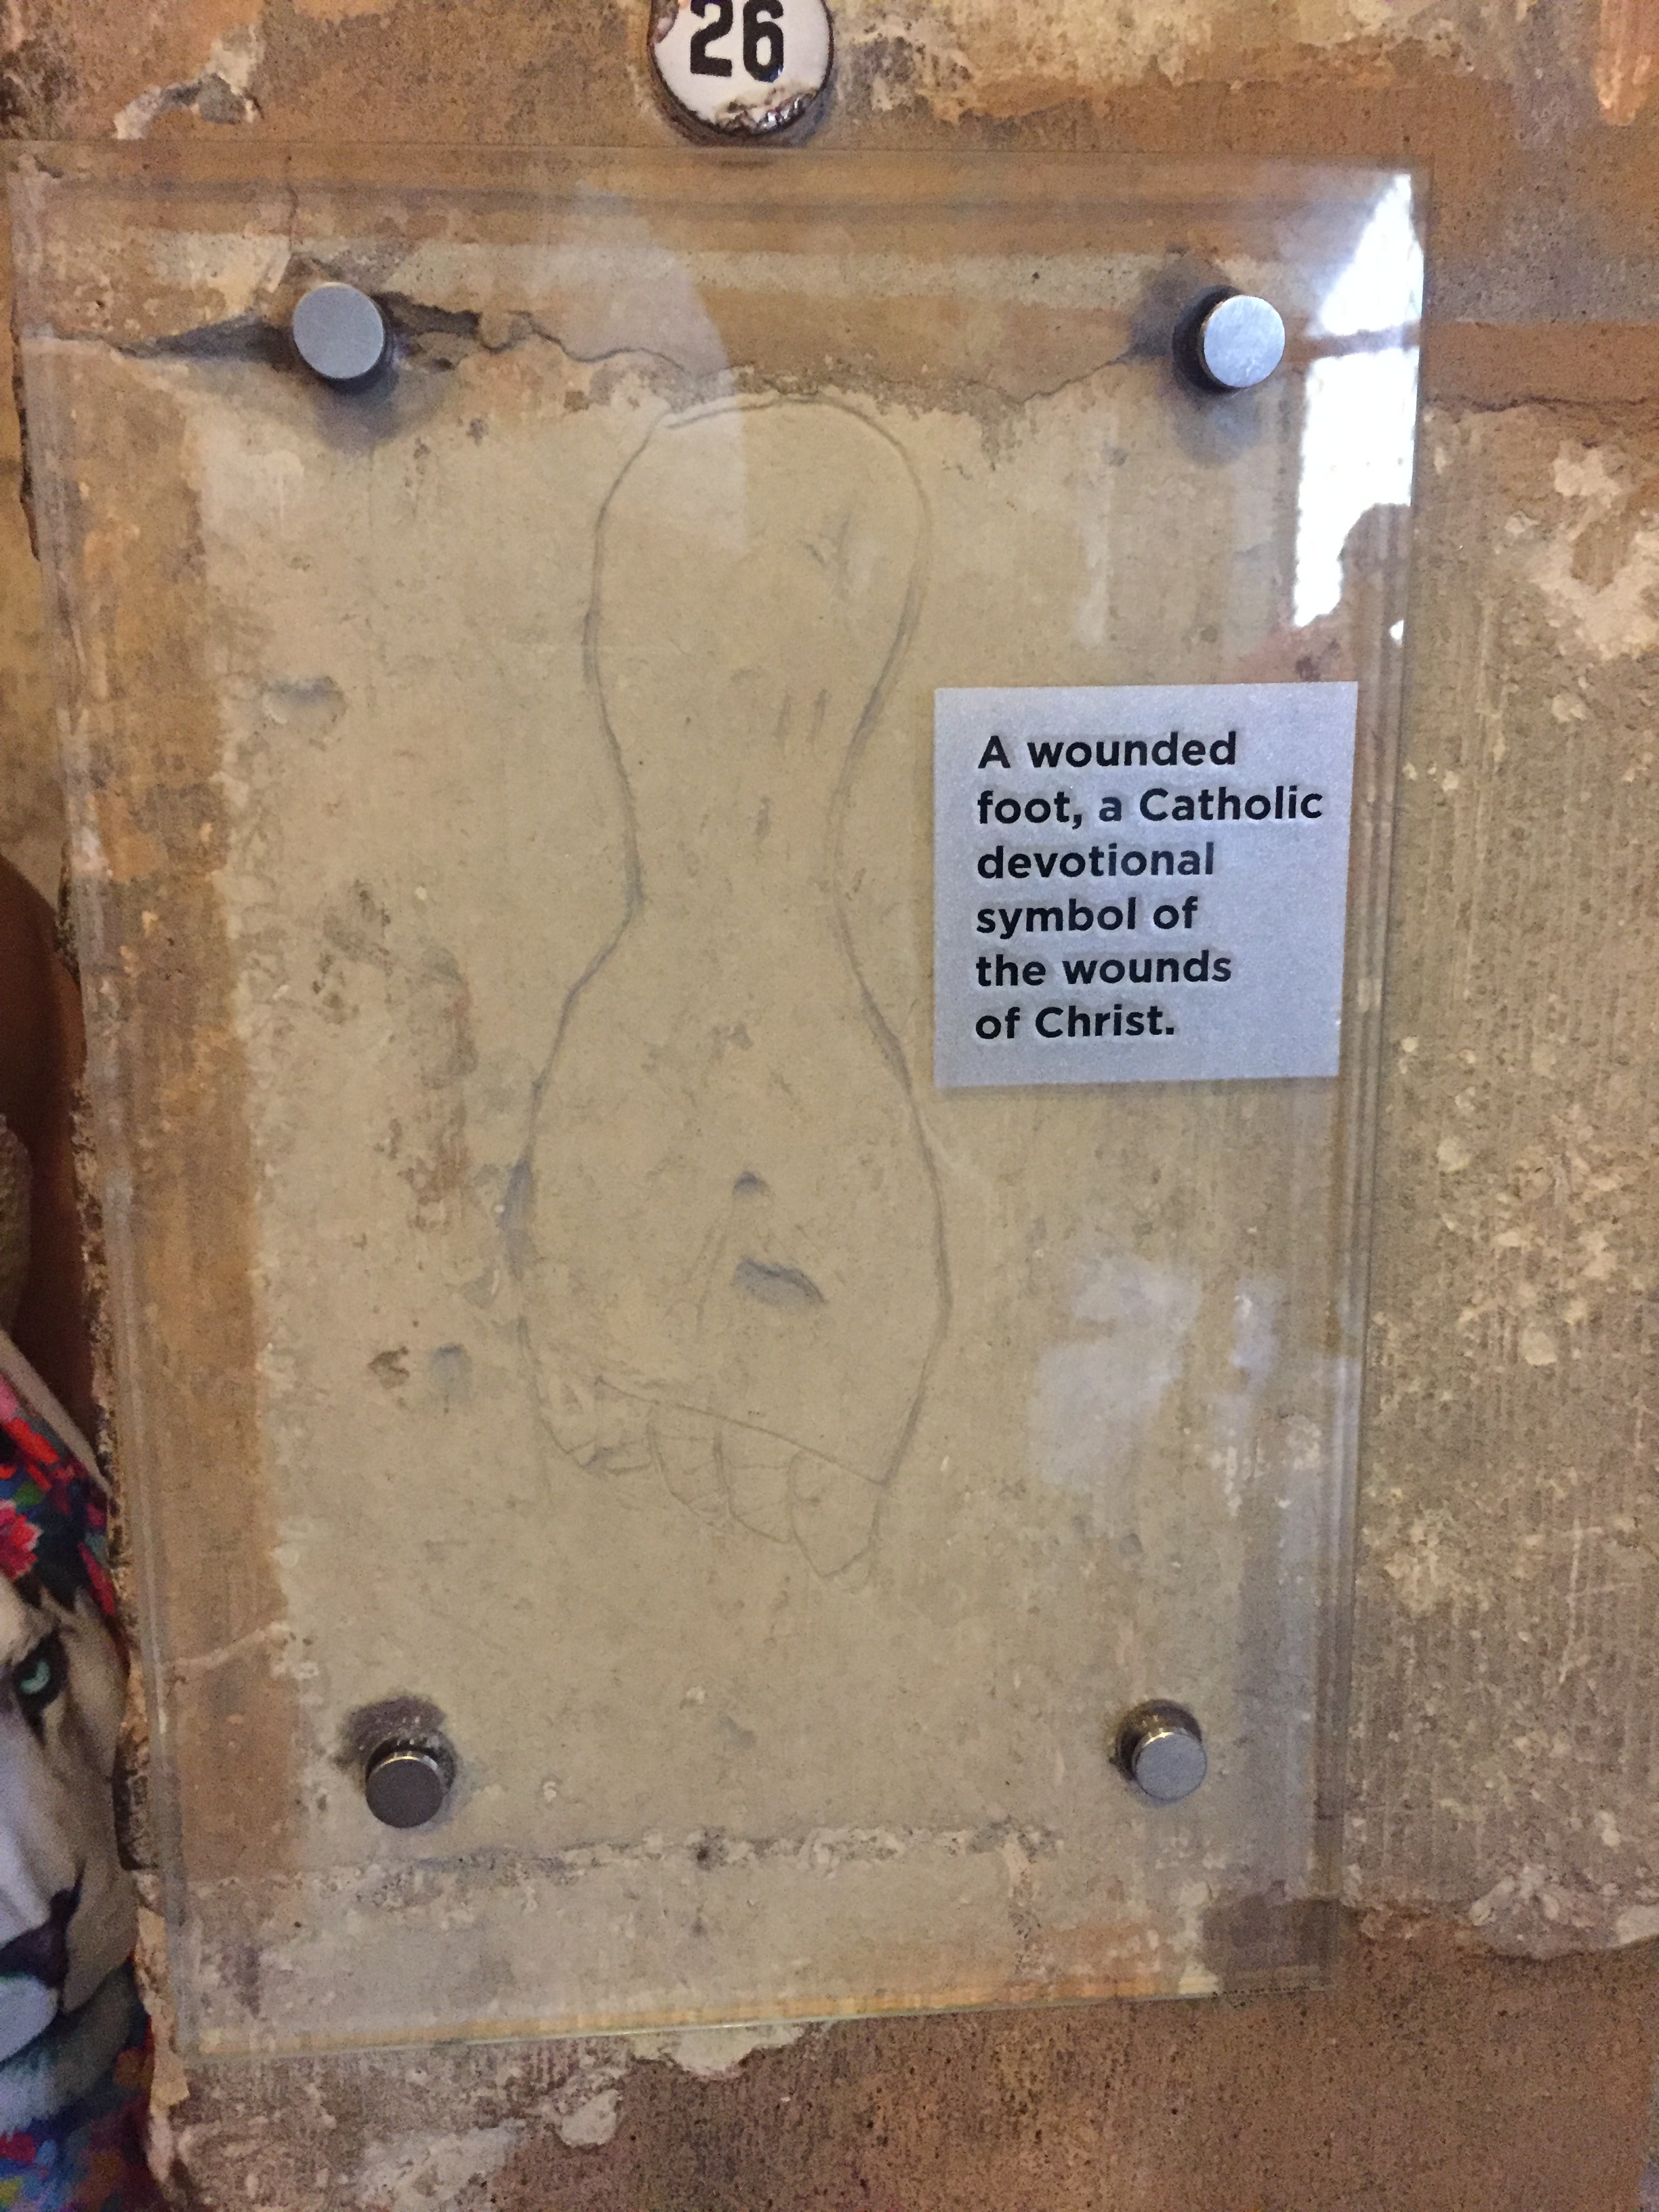 26
A wounded
foot, a Catholic
devotional
symbol of
the wounds
of Christ.